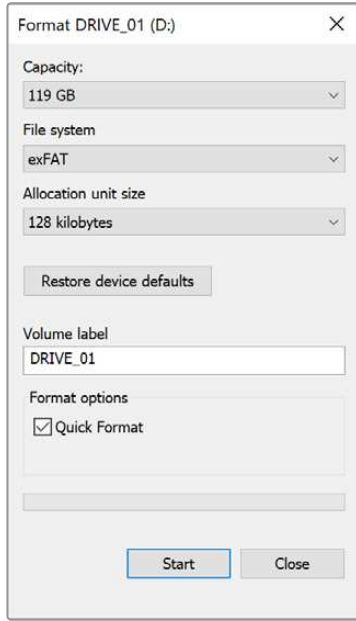 Format DRIVE_01 (D:)
Capacity:
119 GB
File system
exFAT
Allocation unit size
128 kilobytes
Restore device defaults
Volume label
DRIVE_01
Format options
Quick Format
Start Close